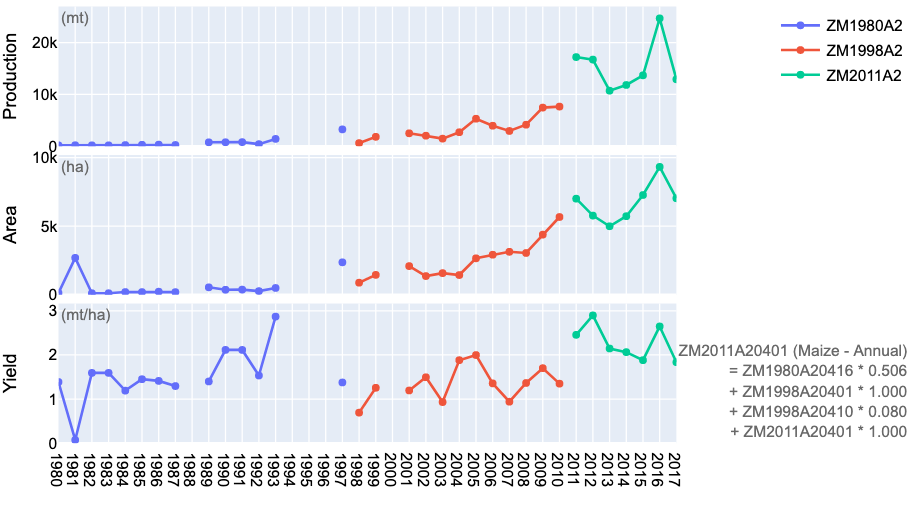 (mt)
Production
20k
10k
0
ZM1980A2
ZM1998A2
ZM2011A2
(ha)
Area
10k
5k
0
(mt/ha)
Yield
3
2
1
0
ZM2011A20401 (Maize - Annual)
= ZM1980A20416 * 0.506
+ ZM1998A20401 * 1.000
+ ZM1998A20410 * 0.080
+ ZM2011A20401 * 1.000
1980
1981
1982
1983
1984
1985
1986
1987
1988
1989
1990
1991
1992
1993
1994
1995
1996
1997
1998
1999
2000
2001
2002
2003
2004
2005
2006
2007
2008
2009
2010
2011
2012
2013
2014
2015
2016
2017